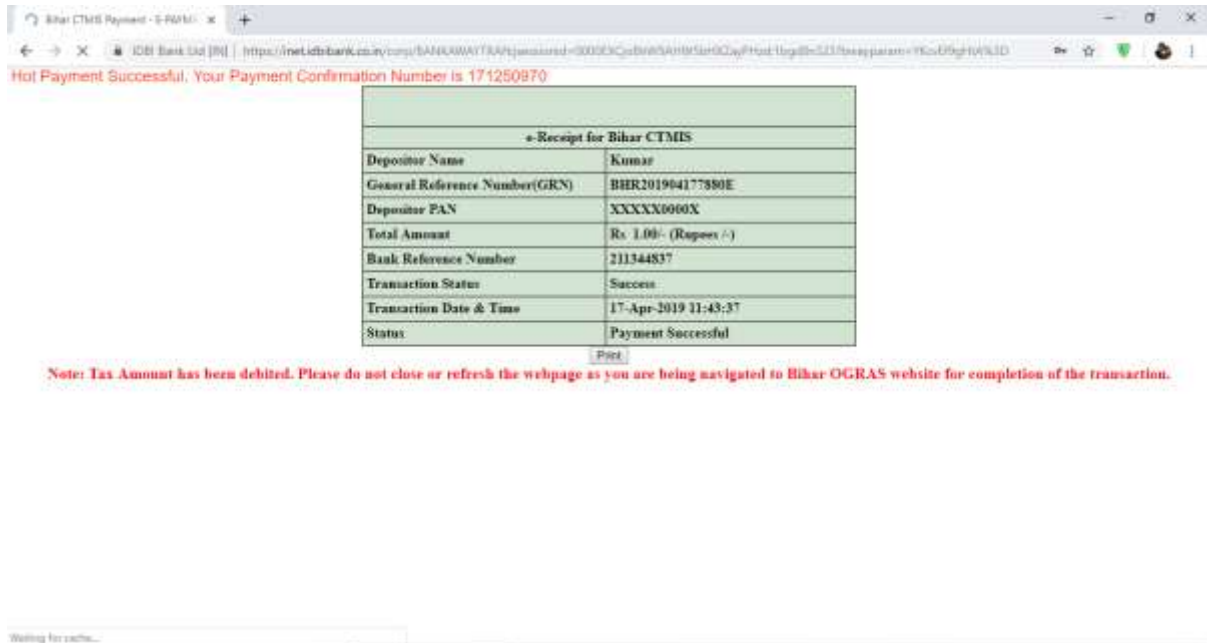 Bihar CTMIS Payment - E-PAYM
IDBI Bank Ltd [IN] https://inet.idbibank.co.in/corp/BANKAWAYTRAN
Hot Payment Successful. Your Payment Confirmation Number is 171250970
e-Receipt for Bihar CTMIS
Depositor Name Kumar
General Reference Number(GRN) BHR201904177880E
Depositor PAN XXXXX0000X
Total Amount Rs 1.00/- (Rupees /-)
Bank Reference Number 211344837
Transaction Status Success
Transaction Date & Time 17-Apr-2019 11:43:37
Status Payment Successful
Print
Note: Tax Amount has been debited. Please do not close or refresh the webpage as you are being navigated to Bihar OGRAS website for completion of the transaction.
Waiting for cache...